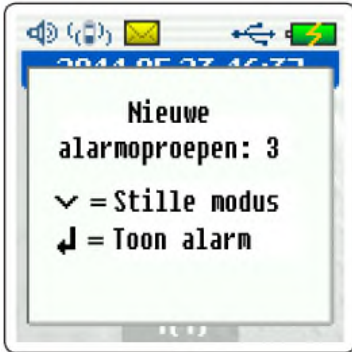 Nieuwe
alarmoproepen: 3
⌄ = Stille modus
↲ = Toon alarm